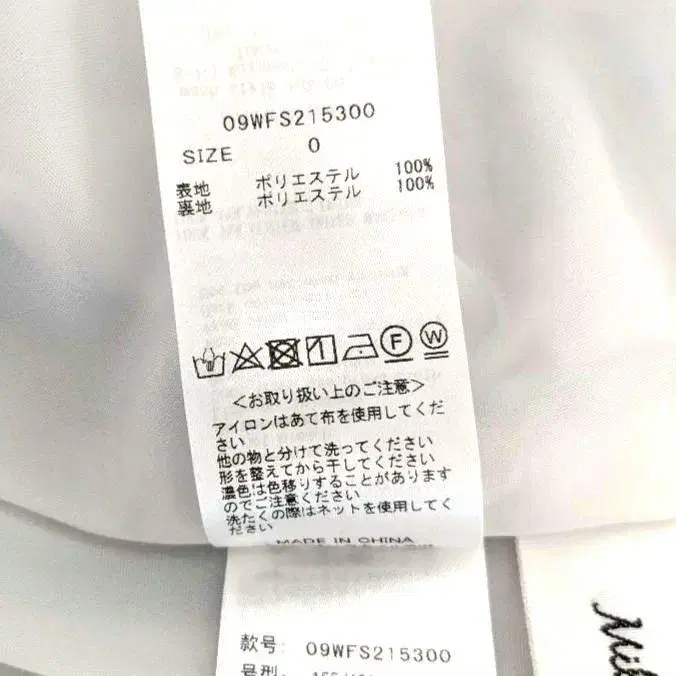 09WFS215300
SIZE 0
表地 ポリエステル 100%
裏地 ポリエステル 100%
F W
<お取り扱い上のご注意>
アイロンはあて布を使用してくだ
さい
他の物と分けて洗ってください
形を整えてから干してください
濃色は色移りすることがあります
のでご注意ください
洗たくの際はネットを使用してく
ださい
MADE IN CHINA
款号: 09WFS215300
号型:
Mil